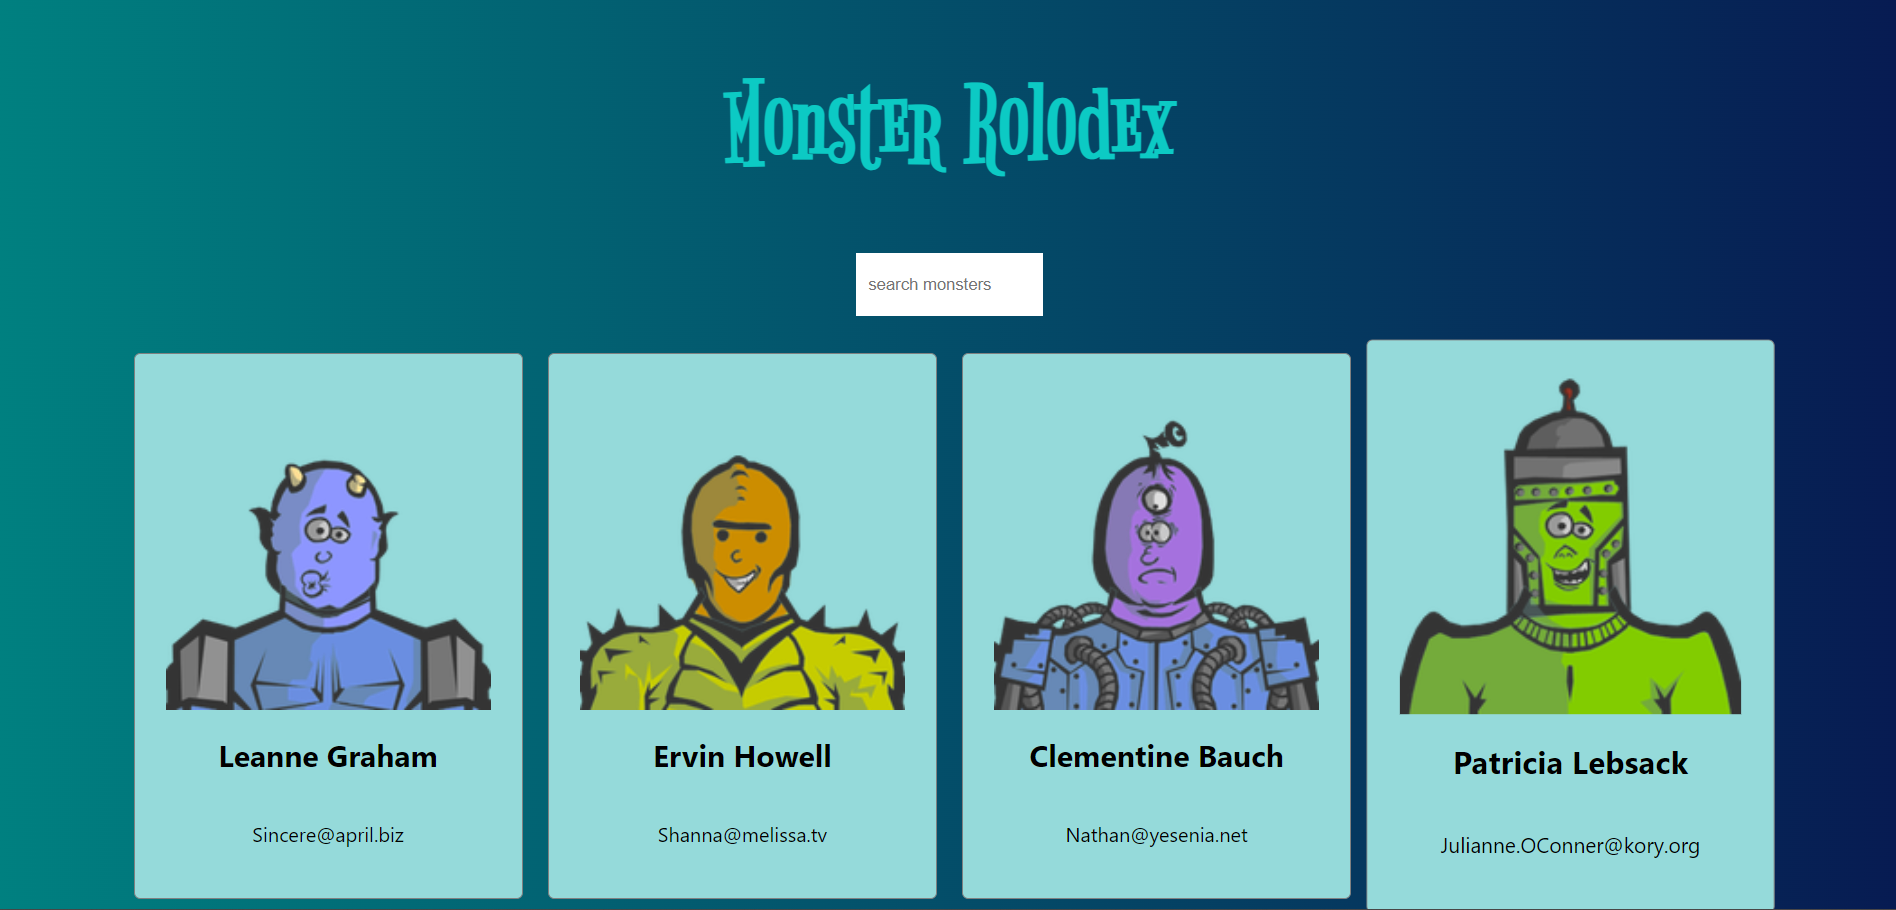 Monster Rolodex
search monsters
Leanne Graham
Sincere@april.biz
Ervin Howell
Shanna@melissa.tv
Clementine Bauch
Nathan@yesenia.net
Patricia Lebsack
Julianne.OConner@kory.org